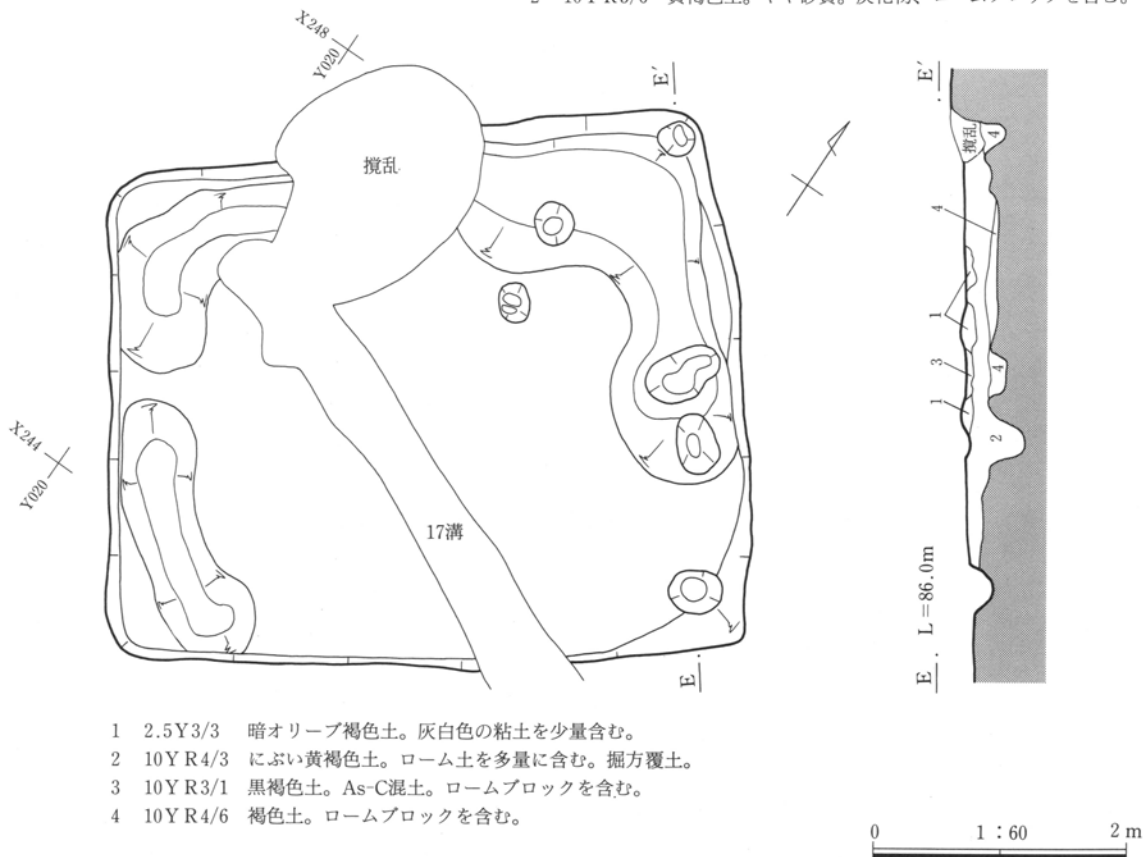 X248
Y020
E′
E′
撹乱
撹乱
4
4
1
3
4
1
2
X244
Y020
17溝
E
E . L=86.0m
1 2.5Y3/3 暗オリーブ褐色土。灰白色の粘土を少量含む。
2 10YR4/3 にぶい黄褐色土。ローム土を多量に含む。掘方覆土。
3 10YR3/1 黒褐色土。As-C混土。ロームブロックを含む。
4 10YR4/6 褐色土。ロームブロックを含む。
0 1：60 2m